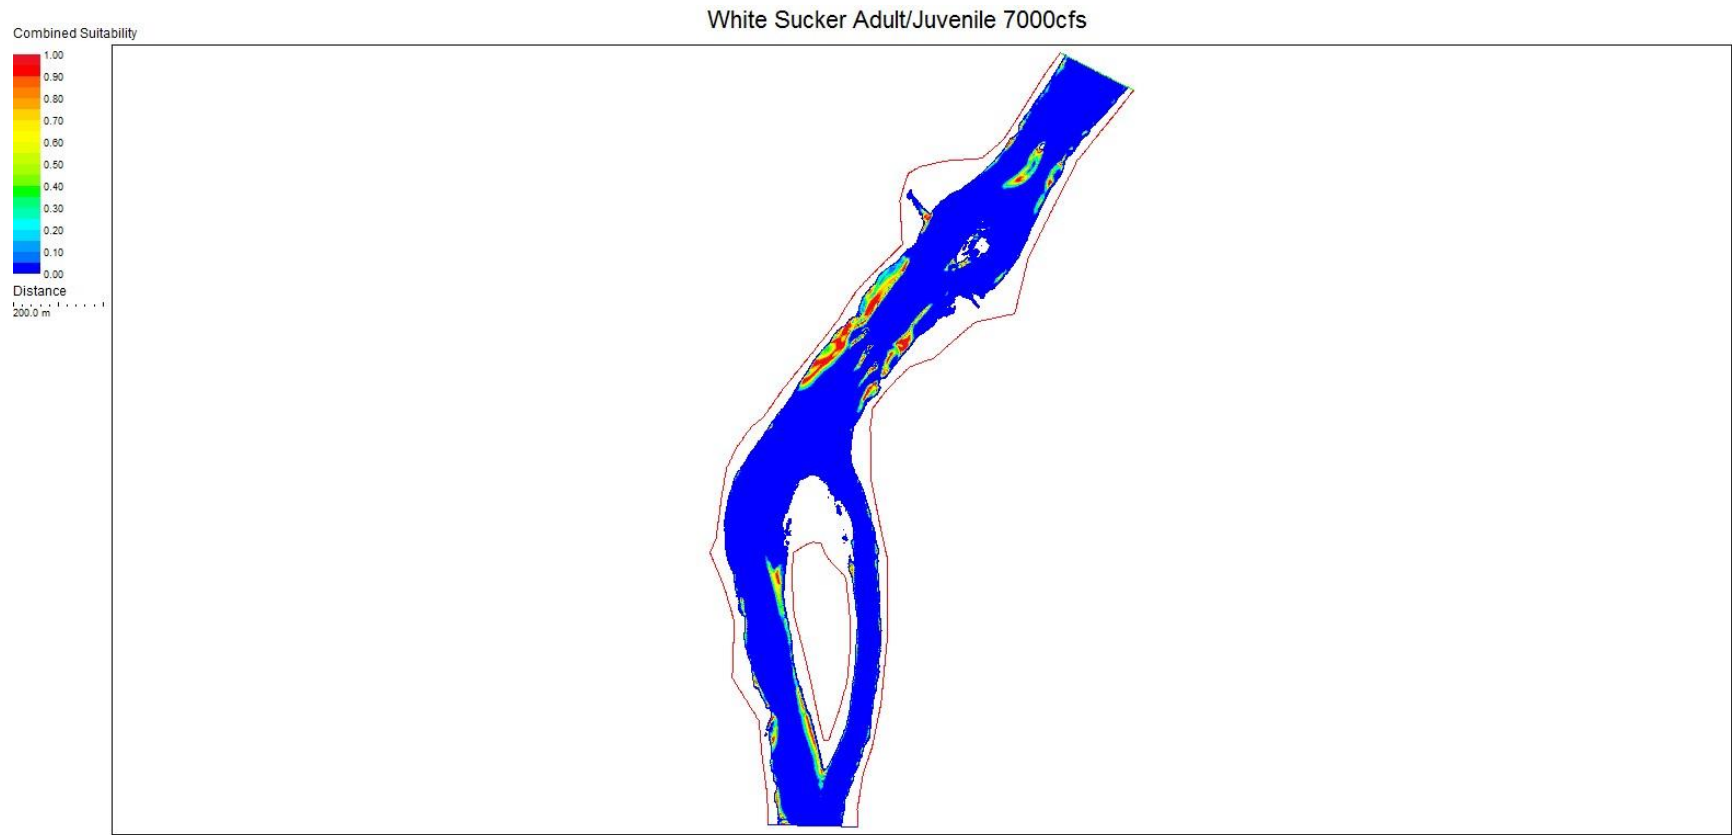 White Sucker Adult/Juvenile 7000cfs
Combined Suitability
1.00
0.90
0.80
0.70
0.60
0.50
0.40
0.30
0.20
0.10
0.00
Distance
200.0 m